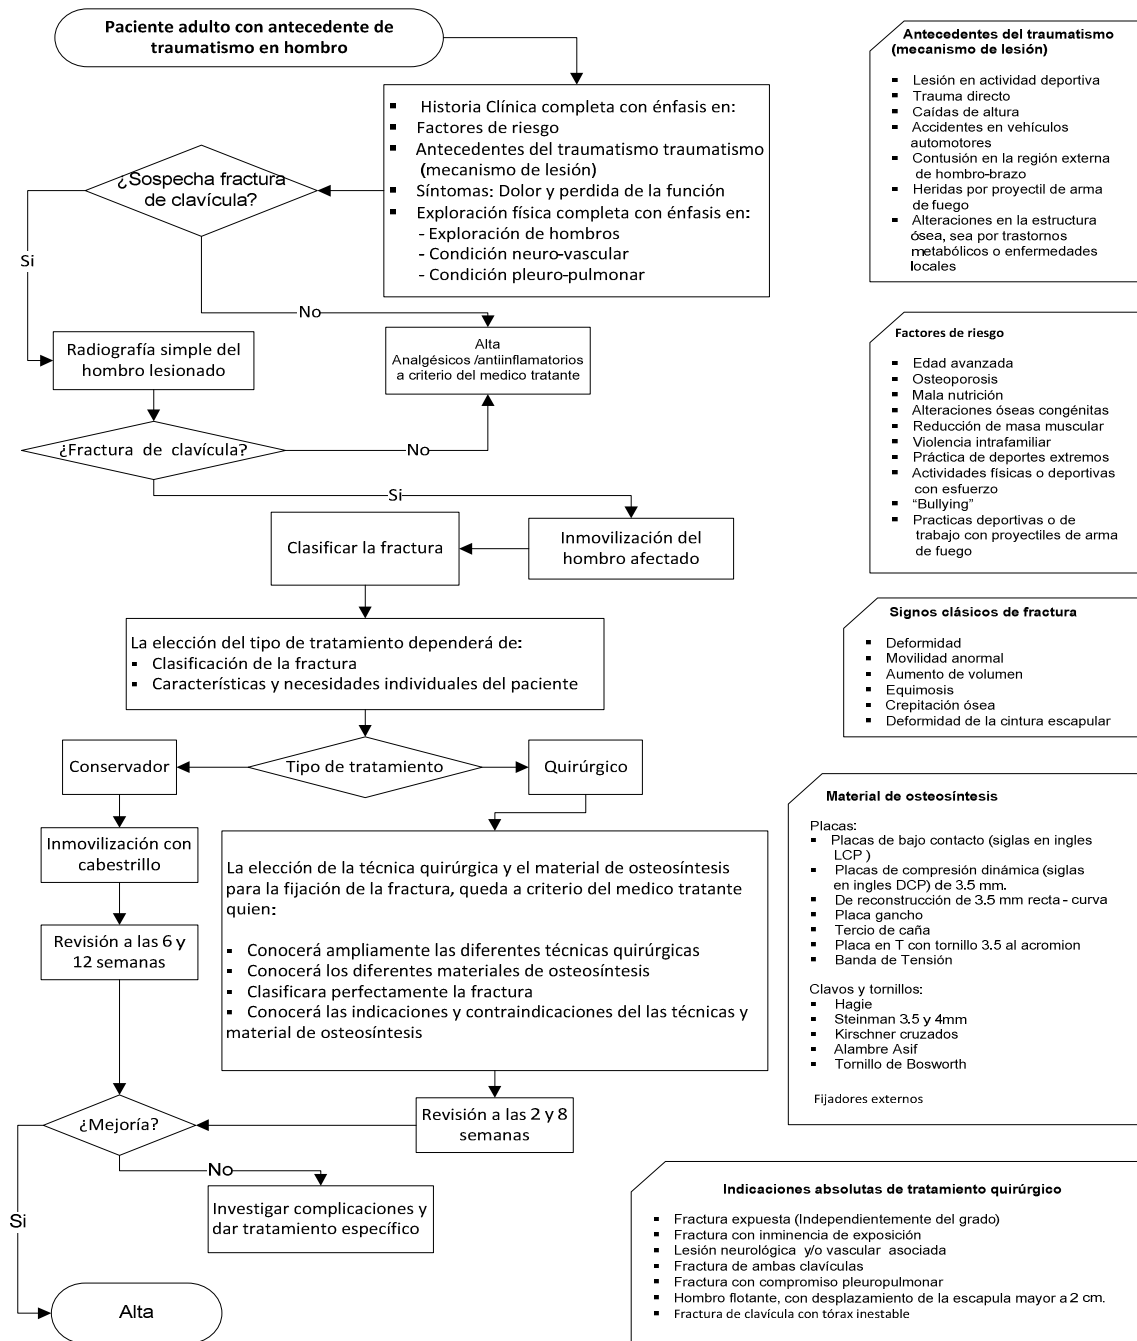 Paciente adulto con antecedente de
traumatismo en hombro
▪ Historia Clínica completa con énfasis en:
▪ Factores de riesgo
▪ Antecedentes del traumatismo traumatismo
(mecanismo de lesión)
▪ Síntomas: Dolor y perdida de la función
▪ Exploración física completa con énfasis en:
- Exploración de hombros
- Condición neuro-vascular
- Condición pleuro-pulmonar
¿Sospecha fractura
de clavícula?
Si
No
Radiografía simple del
hombro lesionado
Alta
Analgésicos /antiinflamatorios
a criterio del medico tratante
¿Fractura de clavícula?
No
Si
Inmovilización del
hombro afectado
Clasificar la fractura
La elección del tipo de tratamiento dependerá de:
▪ Clasificación de la fractura
▪ Características y necesidades individuales del paciente
Tipo de tratamiento
Conservador
Quirúrgico
Inmovilización con
cabestrillo
Revisión a las 6 y
12 semanas
La elección de la técnica quirúrgica y el material de osteosíntesis
para la fijación de la fractura, queda a criterio del medico tratante
quien:
▪ Conocerá ampliamente las diferentes técnicas quirúrgicas
▪ Conocerá los diferentes materiales de osteosíntesis
▪ Clasificara perfectamente la fractura
▪ Conocerá las indicaciones y contraindicaciones del las técnicas y
material de osteosíntesis
Revisión a las 2 y 8
semanas
¿Mejoría?
No
Investigar complicaciones y
dar tratamiento específico
Si
Alta
Antecedentes del traumatismo
(mecanismo de lesión)
▪ Lesión en actividad deportiva
▪ Trauma directo
▪ Caídas de altura
▪ Accidentes en vehículos
automotores
▪ Contusión en la región externa
de hombro-brazo
▪ Heridas por proyectil de arma
de fuego
▪ Alteraciones en la estructura
ósea, sea por trastornos
metabólicos o enfermedades
locales
Factores de riesgo
▪ Edad avanzada
▪ Osteoporosis
▪ Mala nutrición
▪ Alteraciones óseas congénitas
▪ Reducción de masa muscular
▪ Violencia intrafamiliar
▪ Práctica de deportes extremos
▪ Actividades físicas o deportivas
con esfuerzo
▪ “Bullying”
▪ Practicas deportivas o de
trabajo con proyectiles de arma
de fuego
Signos clásicos de fractura
▪ Deformidad
▪ Movilidad anormal
▪ Aumento de volumen
▪ Equimosis
▪ Crepitación ósea
▪ Deformidad de la cintura escapular
Material de osteosíntesis
Placas:
▪ Placas de bajo contacto (siglas en ingles
LCP )
▪ Placas de compresión dinámica (siglas
en ingles DCP) de 3.5 mm.
▪ De reconstrucción de 3.5 mm recta - curva
▪ Placa gancho
▪ Tercio de caña
▪ Placa en T con tornillo 3.5 al acromion
▪ Banda de Tensión
Clavos y tornillos:
▪ Hagie
▪ Steinman 3.5 y 4mm
▪ Kirschner cruzados
▪ Alambre Asif
▪ Tornillo de Bosworth
Fijadores externos
Indicaciones absolutas de tratamiento quirúrgico
▪ Fractura expuesta (Independientemente del grado)
▪ Fractura con inminencia de exposición
▪ Lesión neurológica y/o vascular asociada
▪ Fractura de ambas clavículas
▪ Fractura con compromiso pleuropulmonar
▪ Hombro flotante, con desplazamiento de la escapula mayor a 2 cm.
▪ Fractura de clavícula con tórax inestable